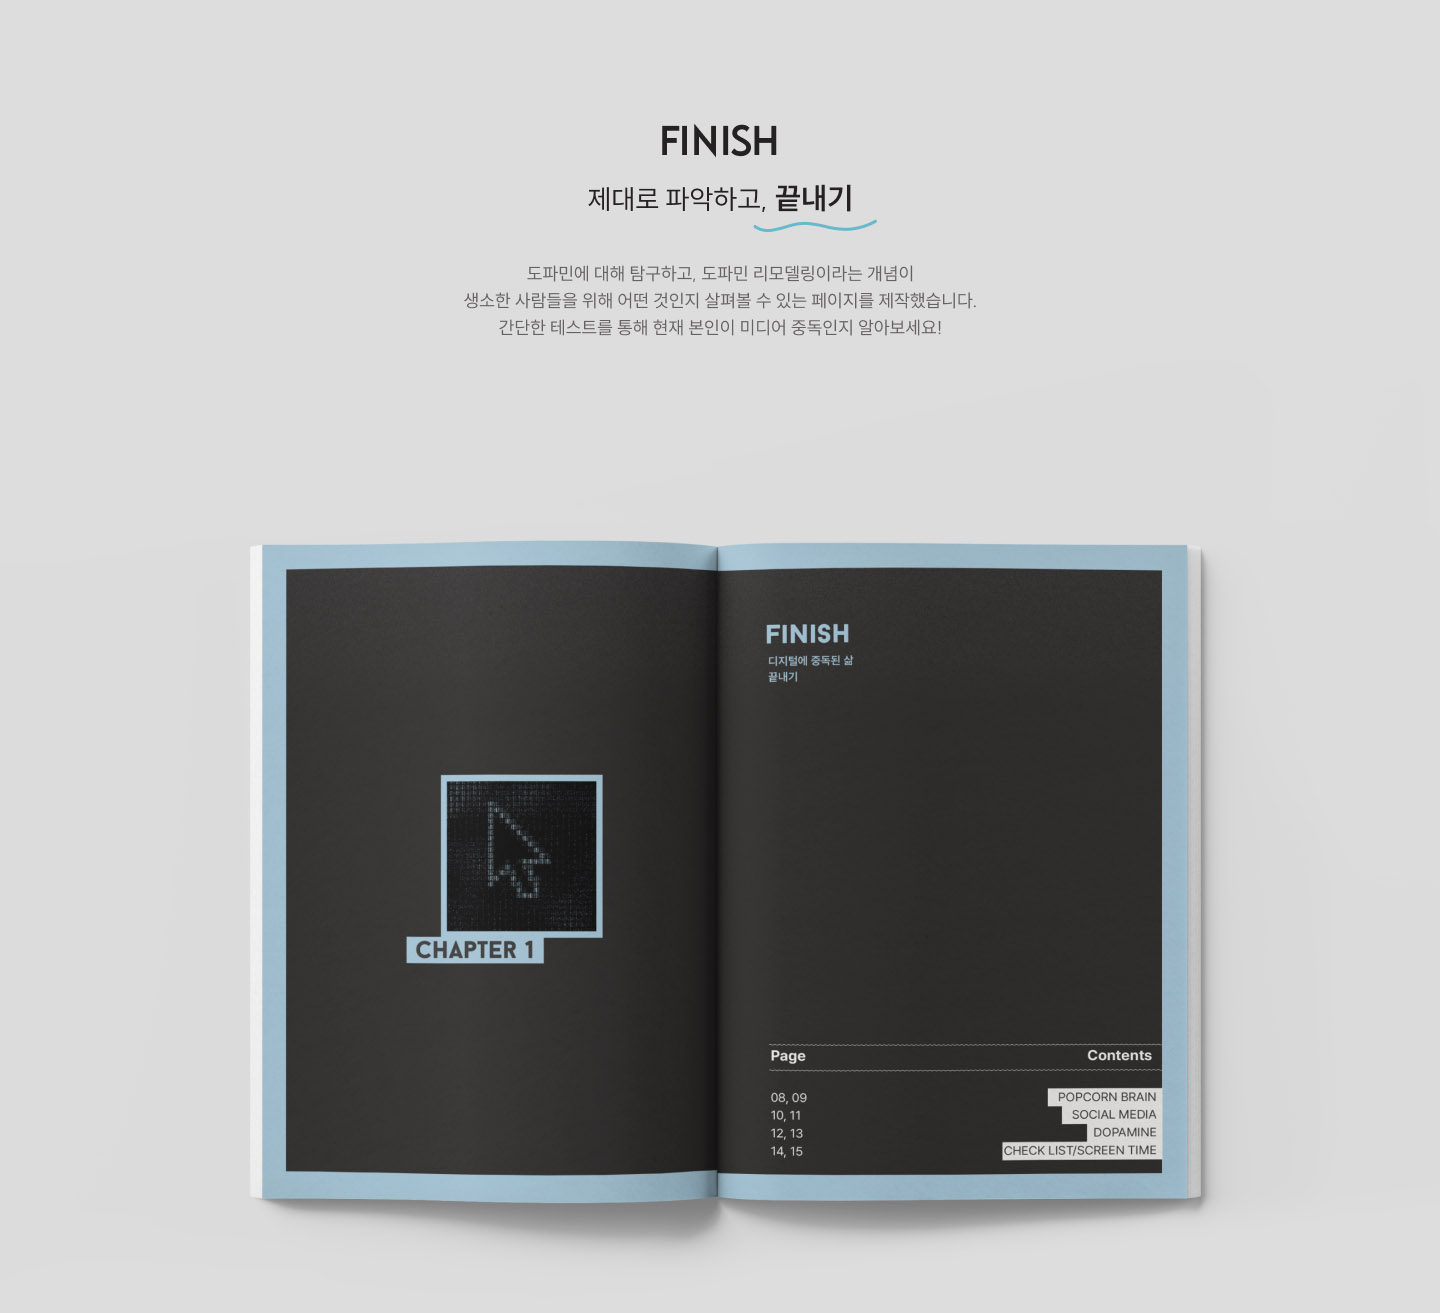 FINISH
제대로 파악하고, 끝내기
도파민에 대해 탐구하고, 도파민 리모델링이라는 개념이
생소한 사람들을 위해 어떤 것인지 살펴볼 수 있는 페이지를 제작했습니다.
간단한 테스트를 통해 현재 본인이 미디어 중독인지 알아보세요!
CHAPTER 1
FINISH
디지털에 중독된 삶
끝내기
Page Contents
08, 09 POPCORN BRAIN
10, 11 SOCIAL MEDIA
12, 13 DOPAMINE
14, 15 CHECK LIST/SCREEN TIME